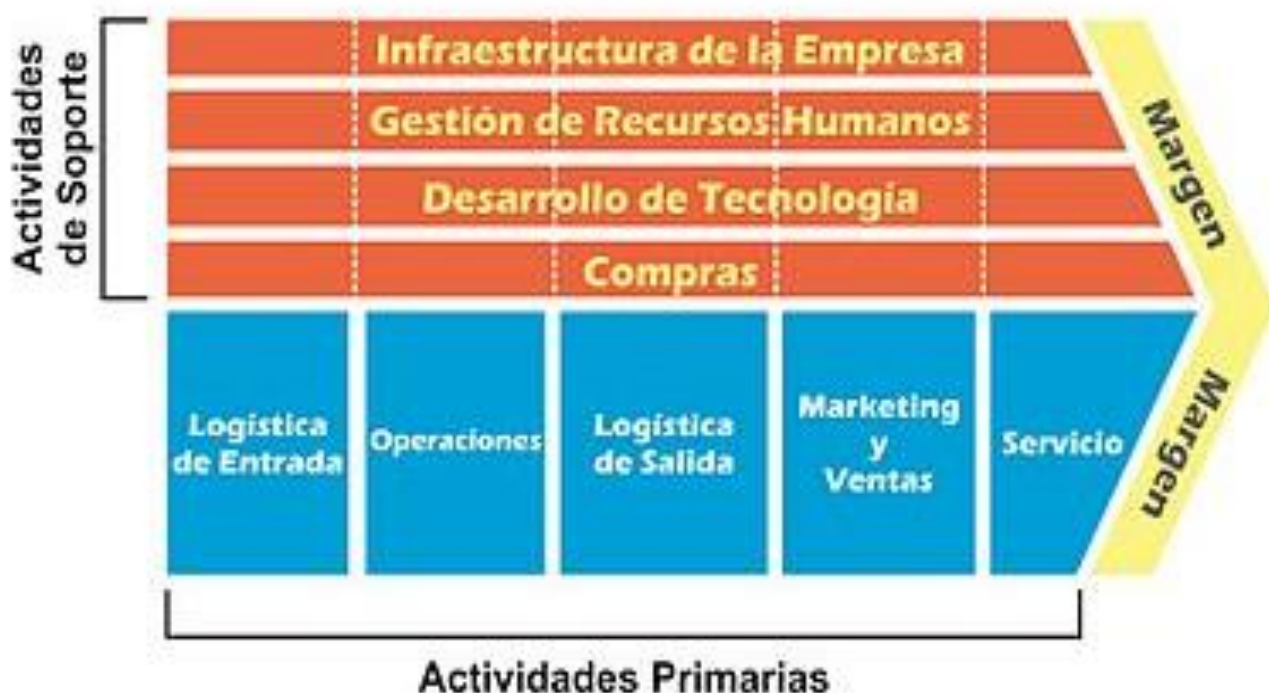 Actividades
de Soporte
Infraestructura de la Empresa
Gestión de Recursos Humanos
Desarrollo de Tecnología
Compras
Margen
Logística
de Entrada
Operaciones
Logística
de Salida
Marketing
y
Ventas
Servicio
Margen
Actividades Primarias